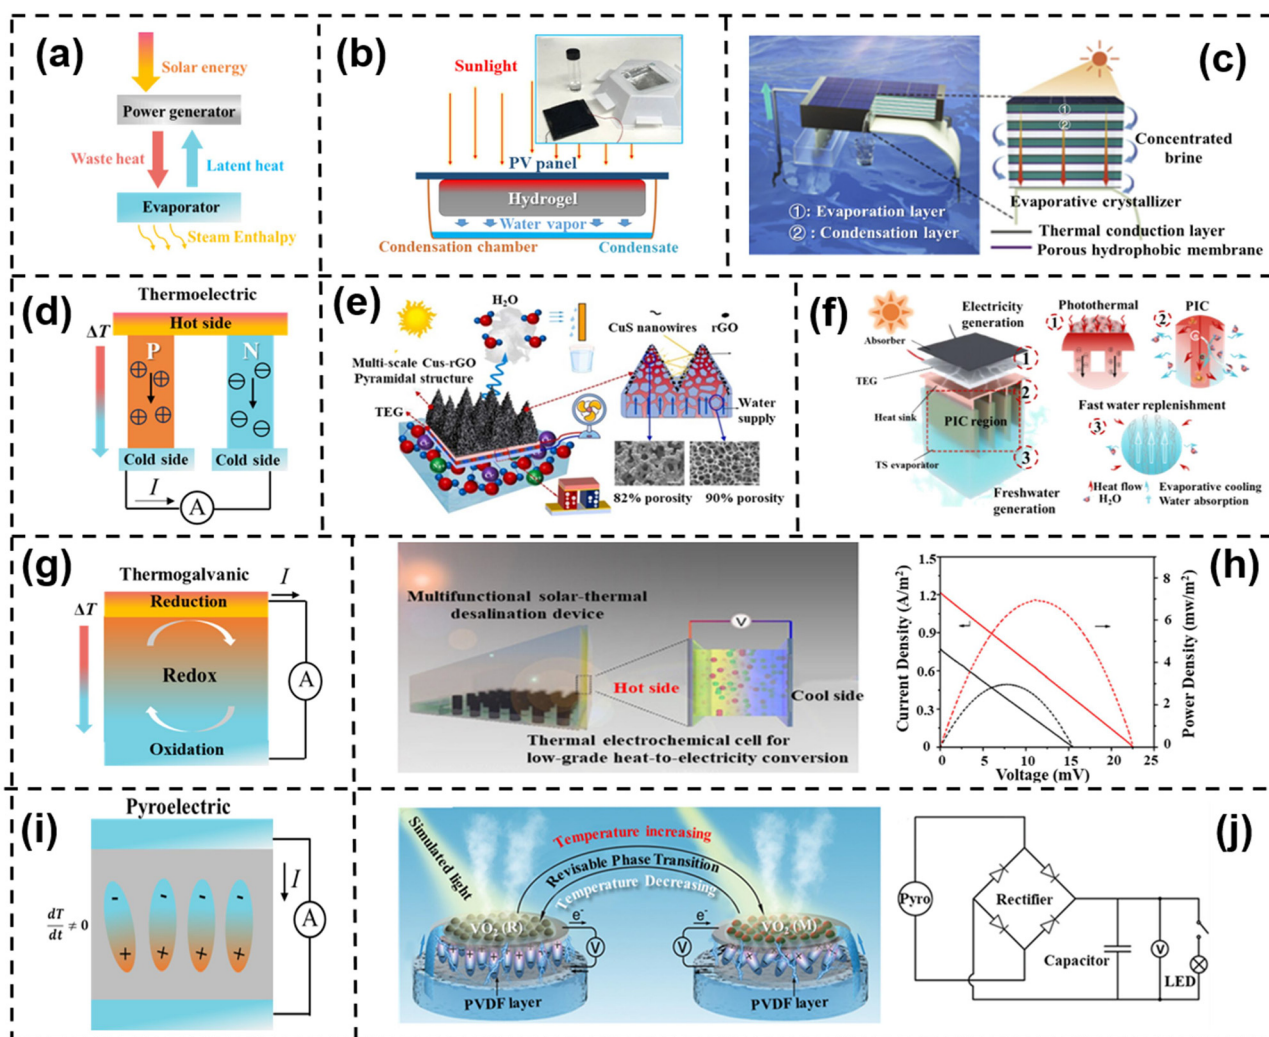 (a)
Solar energy
Power generator
Waste heat
Latent heat
Evaporator
Steam Enthalpy
(b)
Sunlight
PV panel
Hydrogel
Water vapor
Condensation chamber
Condensate
(c)
①
②
Concentrated
brine
Evaporative crystallizer
①: Evaporation layer
② : Condensation layer
Thermal conduction layer
Porous hydrophobic membrane
(d)
Thermoelectric
ΔT
Hot side
P
N
Cold side
Cold side
I
A
(e)
H2O
CuS nanowires
rGO
Multi-scale Cus-rGO
Pyramidal structure
TEG
Water
supply
82% porosity
90% porosity
(f)
Electricity
generation
Absorber
1
TEG
2
Heat sink
PIC region
TS evaporator
3
Freshwater
generation
Photothermal
1
PIC
2
Fast water replenishment
3
Heat flow
H2O
Evaporative cooling
Water absorption
(g)
Thermogalvanic
I
ΔT
Reduction
Redox
A
Oxidation
Multifunctional solar-thermal
desalination device
V
Hot side
Cool side
Thermal electrochemical cell for
low-grade heat-to-electricity conversion
(h)
Current Density (A/m2)
1.5
1.2
0.9
0.6
0.3
0
0
5
10
15
20
25
Voltage (mV)
8
6
4
2
0
Power Density (mw/m2)
(i)
Pyroelectric
dT
dt ≠ 0
- - - -
+ + + +
I
A
Simulated light
Temperature increasing
Revisable Phase Transition
Temperature Decreasing
VO2 (R)
e-
V
PVDF layer
VO2 (M)
e-
V
PVDF layer
(j)
Pyro
Rectifier
Capacitor
V
LED